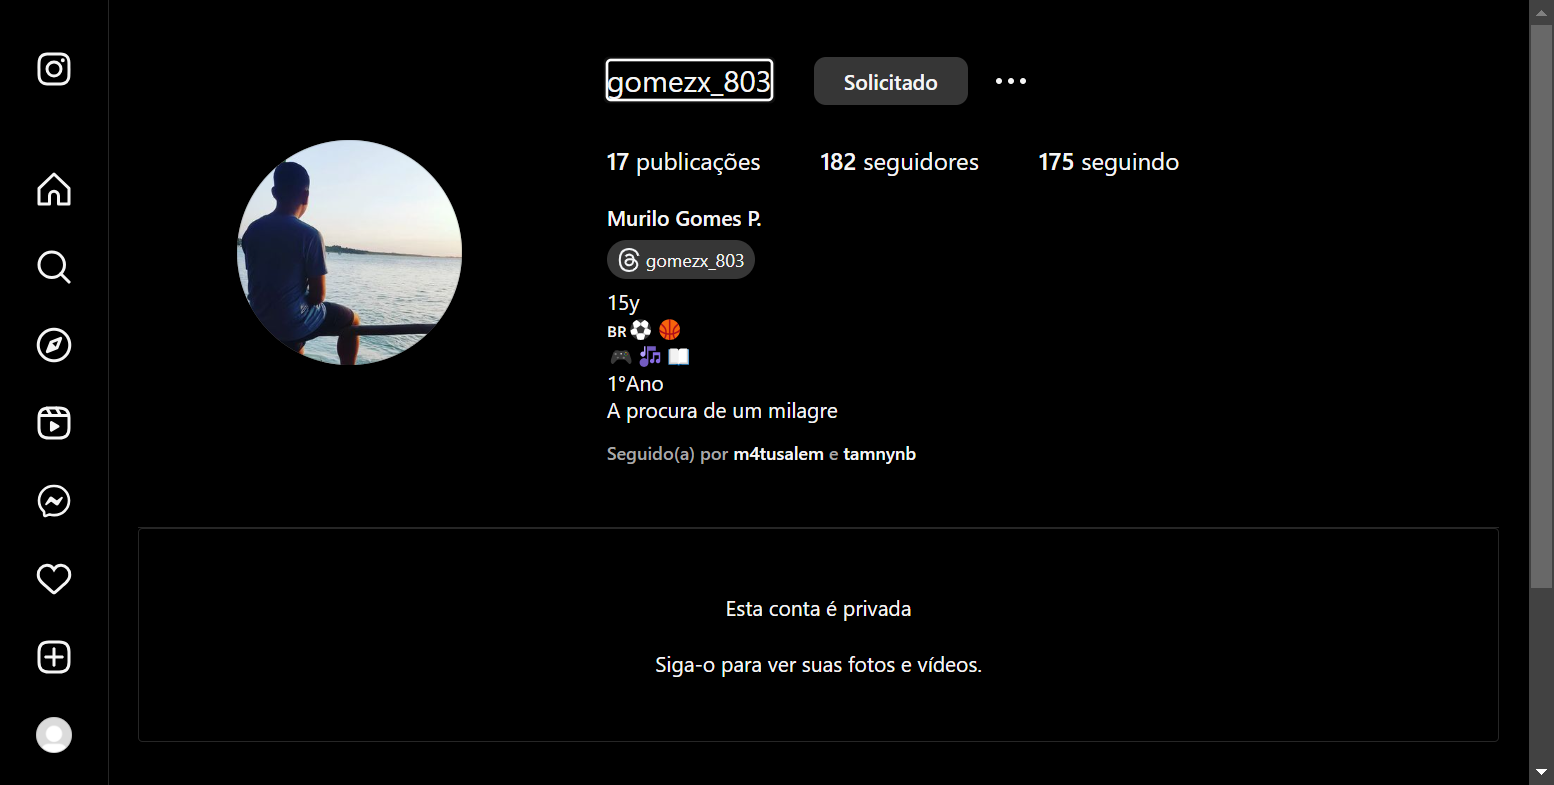 gomezx_803 Solicitado
17 publicações 182 seguidores 175 seguindo
Murilo Gomes P.
gomezx_803
15y
BR
1°Ano
A procura de um milagre
Seguido(a) por m4tusalem e tamnynb
Esta conta é privada
Siga-o para ver suas fotos e vídeos.